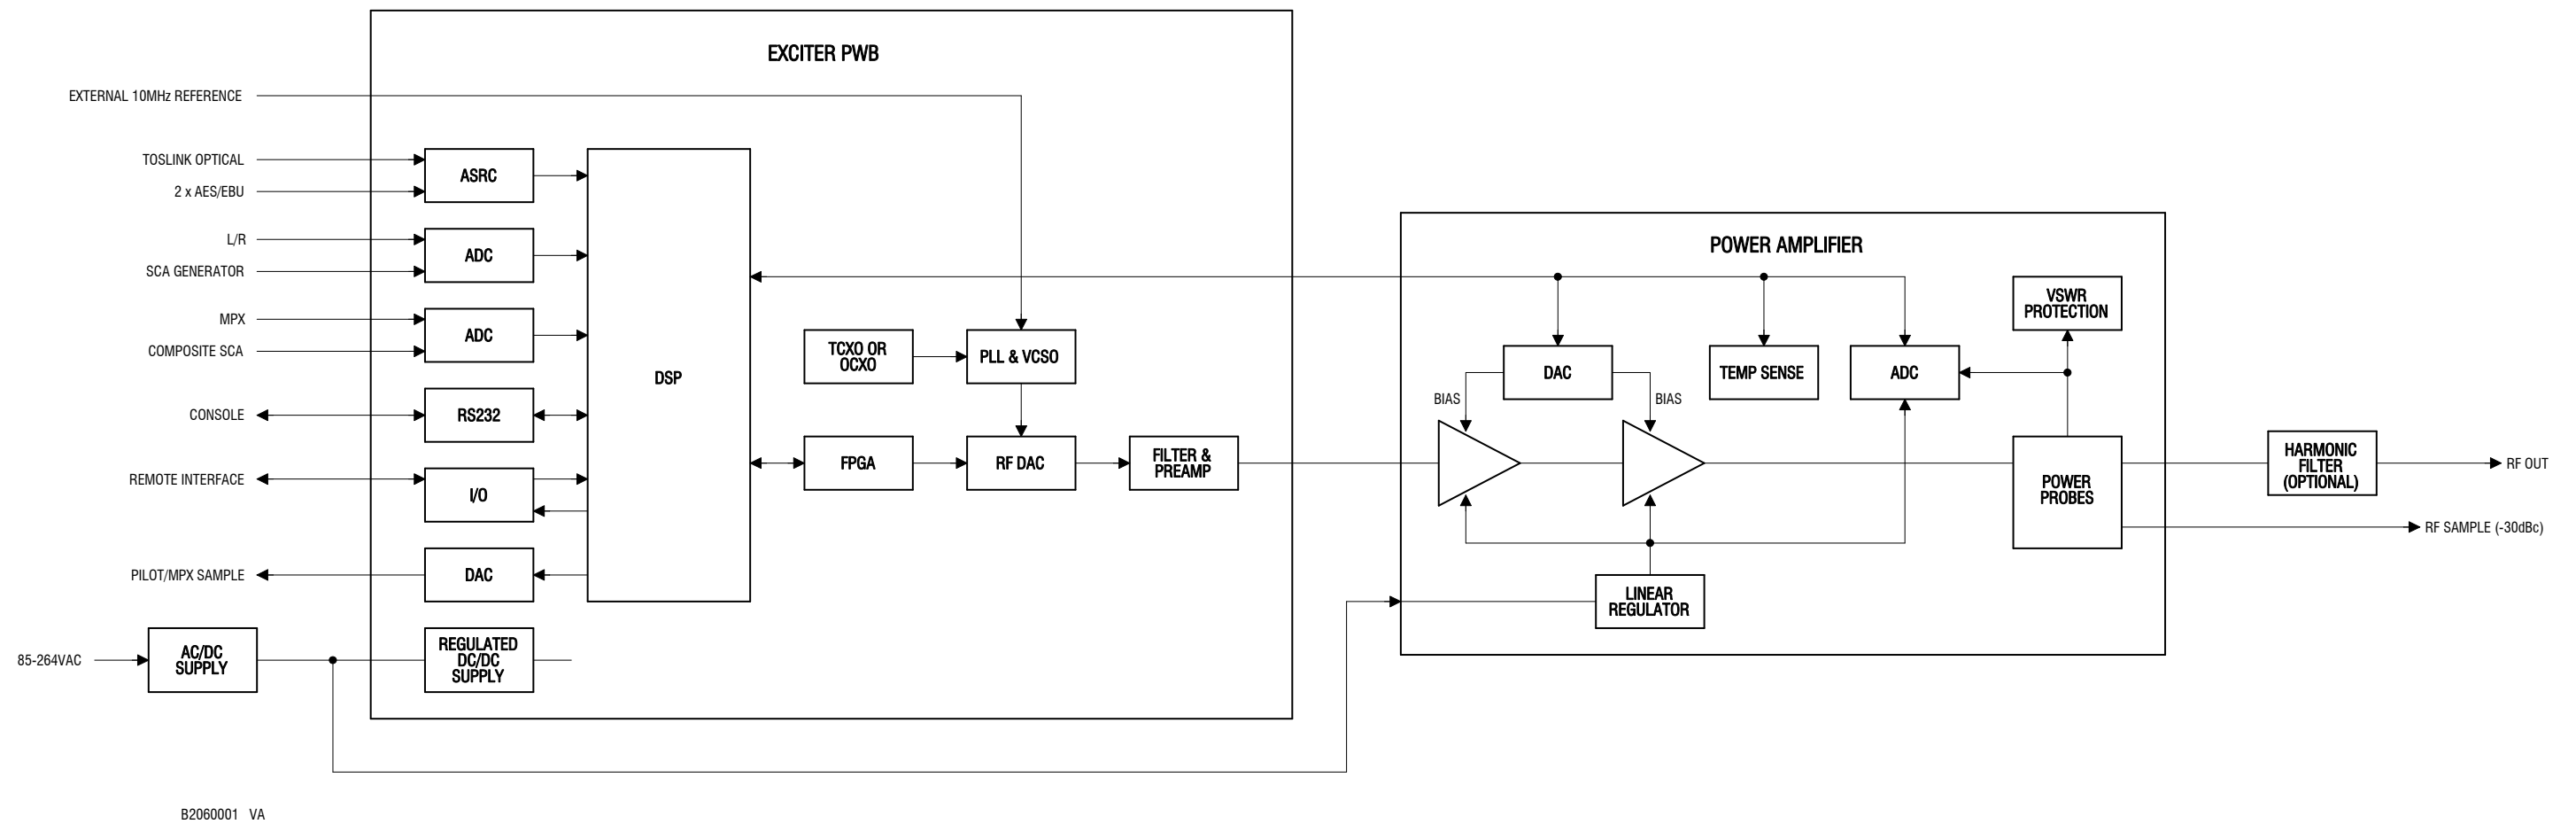 EXCITER PWB
EXTERNAL 10MHz REFERENCE
TOSLINK OPTICAL
2 x AES/EBU
ASRC
L/R
SCA GENERATOR
ADC
MPX
COMPOSITE SCA
ADC
CONSOLE
RS232
REMOTE INTERFACE
I/O
PILOT/MPX SAMPLE
DAC
85-264VAC
AC/DC
SUPPLY
REGULATED
DC/DC
SUPPLY
DSP
TCXO OR
OCXO
PLL & VCSO
FPGA
RF DAC
FILTER &
PREAMP
POWER AMPLIFIER
VSWR
PROTECTION
DAC
TEMP SENSE
ADC
BIAS
BIAS
POWER
PROBES
LINEAR
REGULATOR
HARMONIC
FILTER
(OPTIONAL)
RF OUT
RF SAMPLE (-30dBc)
B2060001 VA